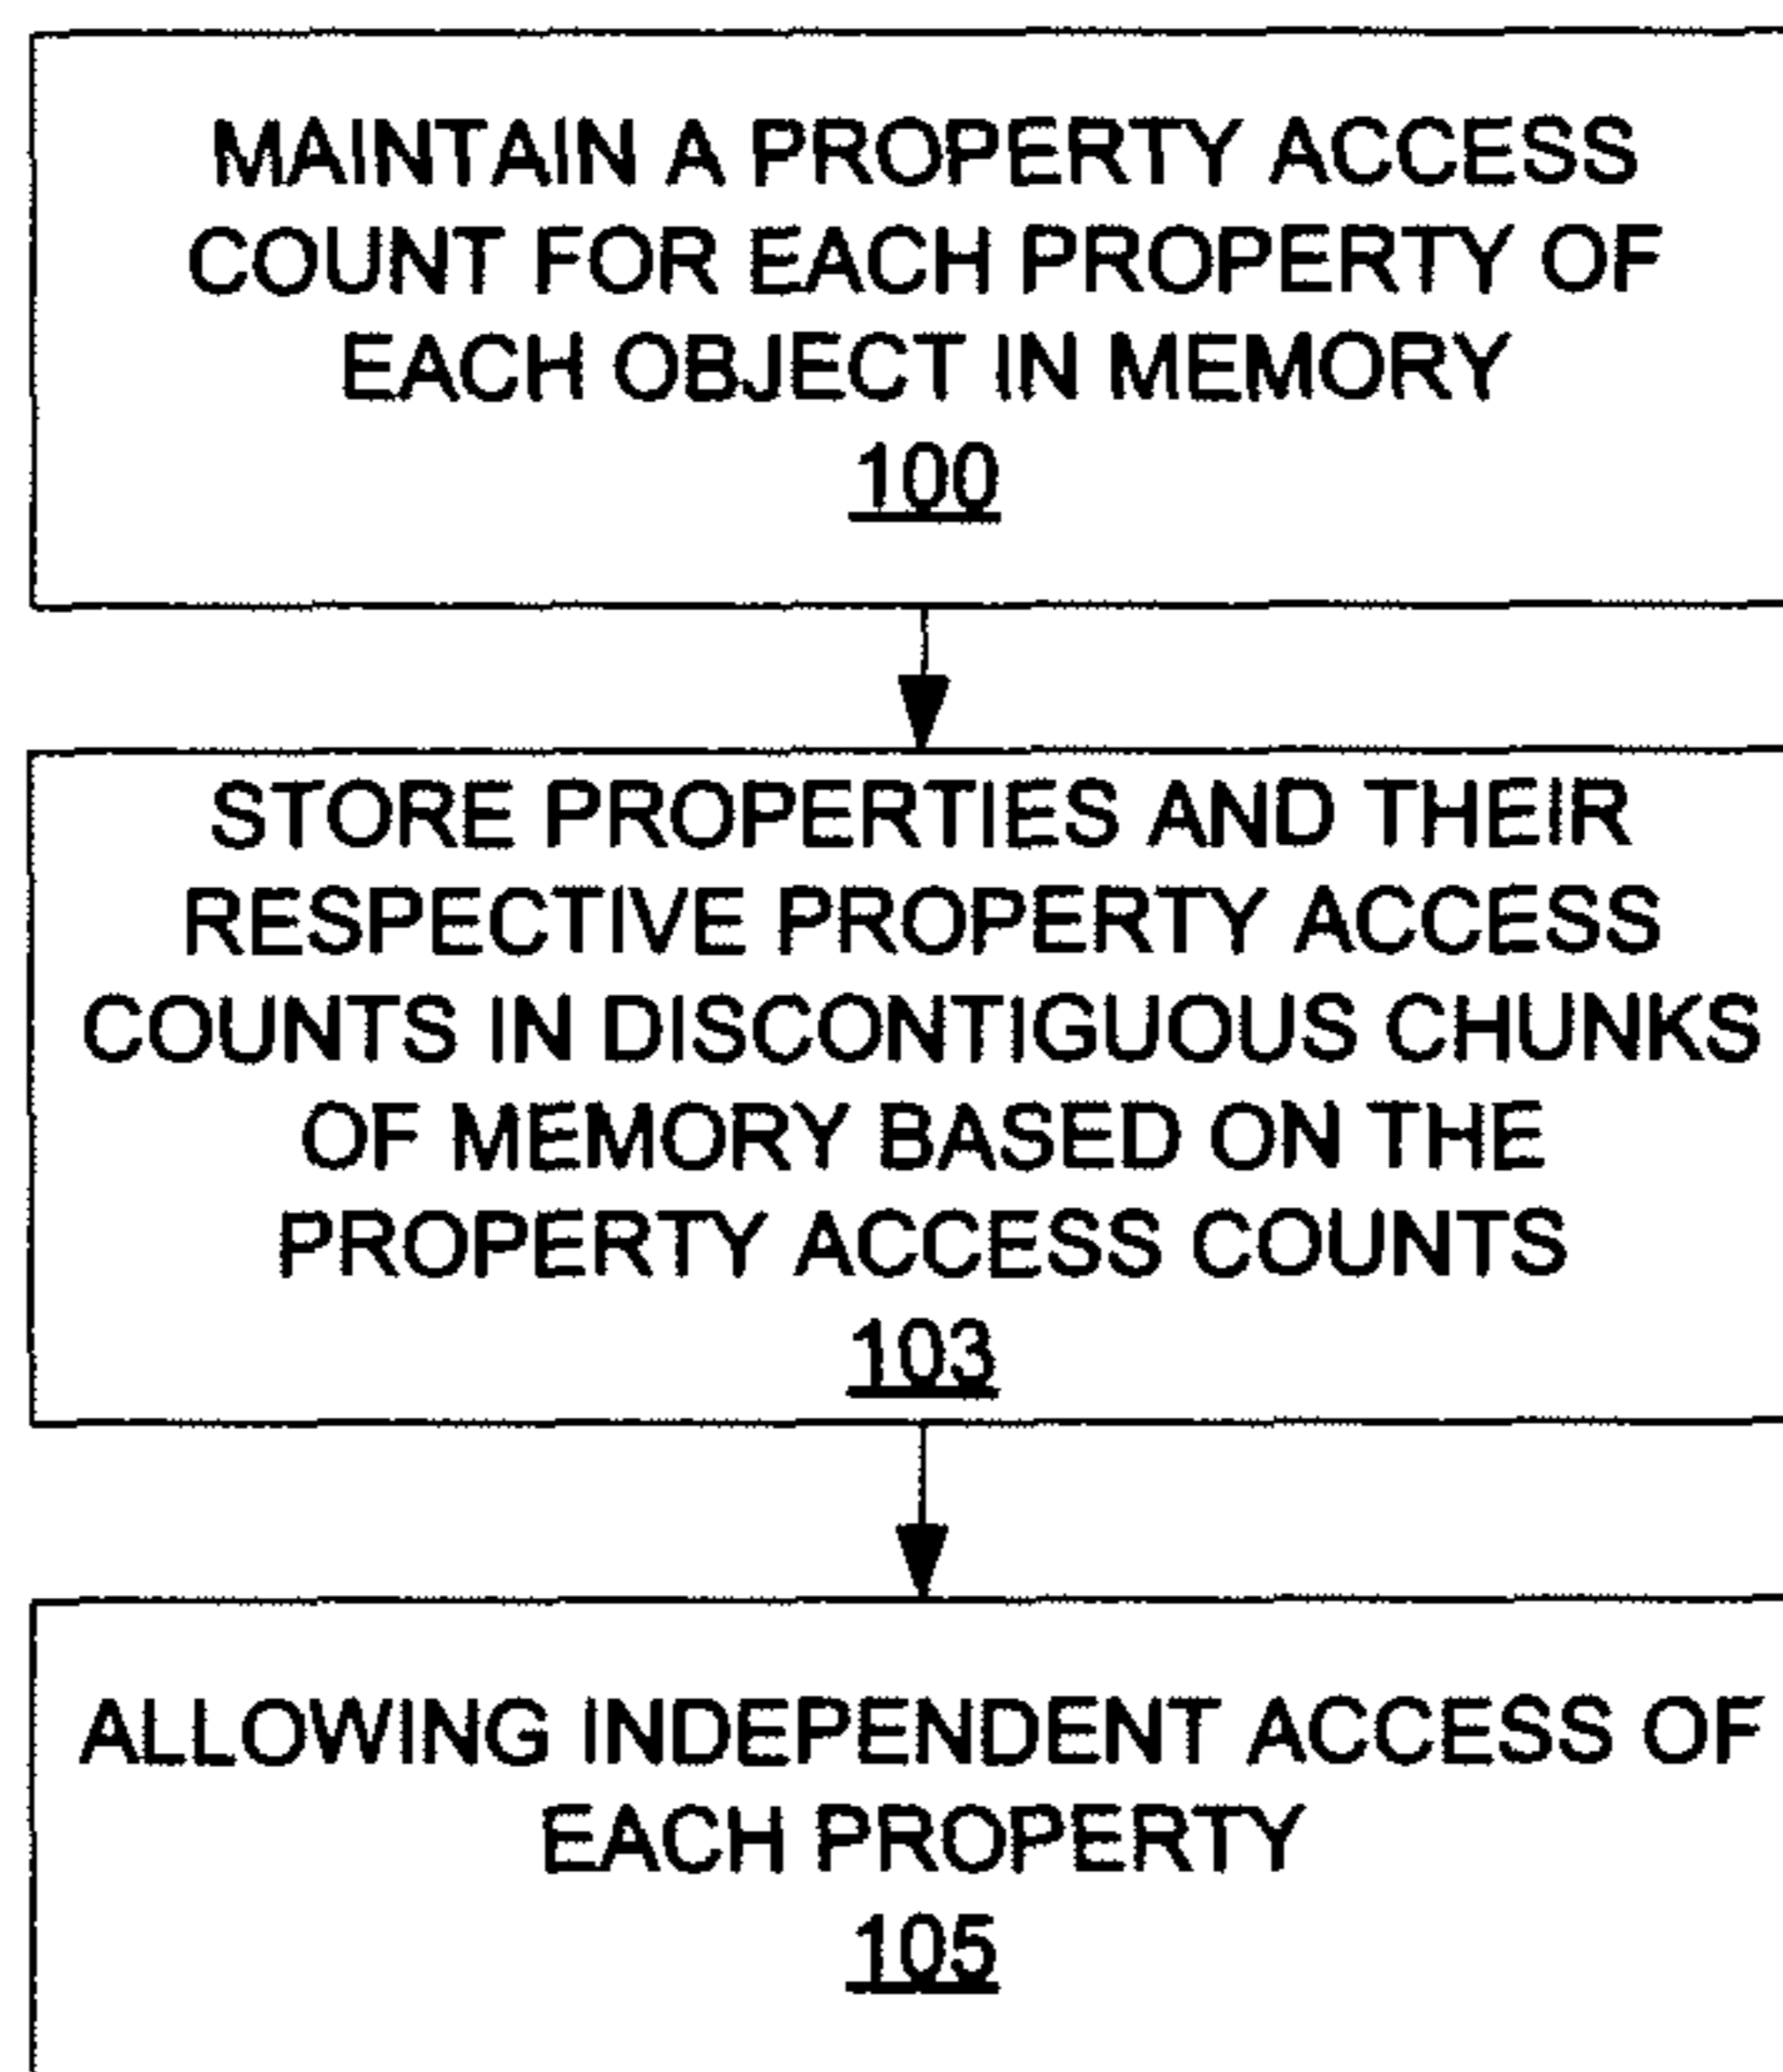 MAINTAIN A PROPERTY ACCESS
COUNT FOR EACH PROPERTY OF
EACH OBJECT IN MEMORY
100
STORE PROPERTIES AND THEIR
RESPECTIVE PROPERTY ACCESS
COUNTS IN DISCONTIGUOUS CHUNKS
OF MEMORY BASED ON THE
PROPERTY ACCESS COUNTS
103
ALLOWING INDEPENDENT ACCESS OF
EACH PROPERTY
105